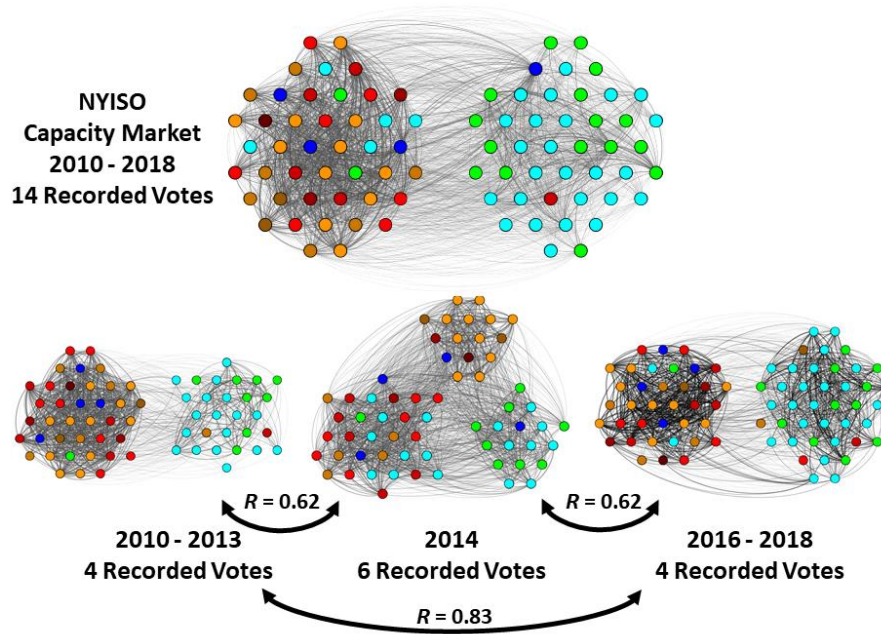 NYISO
Capacity Market
2010 - 2018
14 Recorded Votes
R = 0.62
R = 0.62
2010 - 2013
4 Recorded Votes
2014
6 Recorded Votes
2016 - 2018
4 Recorded Votes
R = 0.83